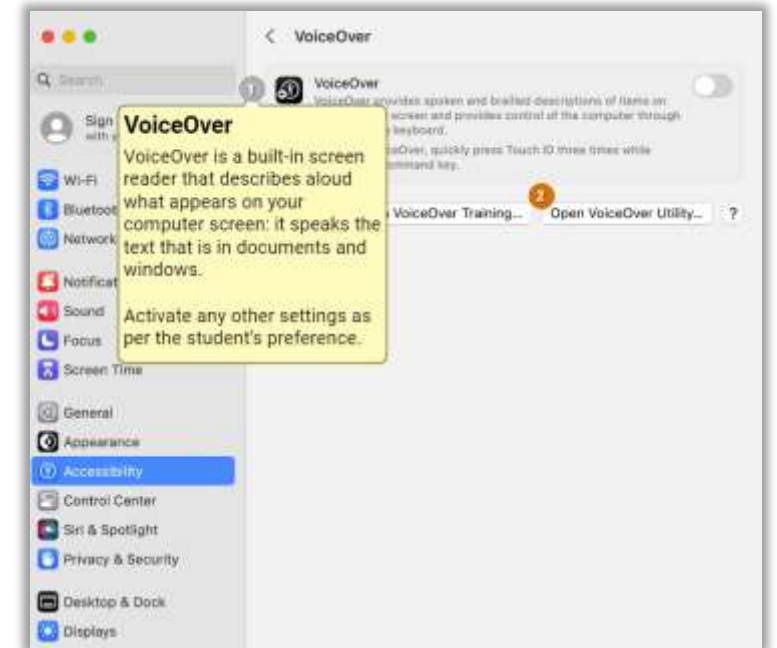 VoiceOver
Search
1
VoiceOver
VoiceOver provides spoken and brailled descriptions of items on
screen and provides control of the computer through
keyboard.
quickly press Touch ID three times while
command key.
Sign
with
VoiceOver
VoiceOver is a built-in screen
reader that describes aloud
what appears on your
computer screen: it speaks the
text that is in documents and
windows.
Activate any other settings as
per the student's preference.
2
VoiceOver Training...
Open VoiceOver Utility...
?
Wi-Fi
Bluetoot
Network
Notificat
Sound
Focus
Screen Time
General
Appearance
Accessibility
Control Center
Siri & Spotlight
Privacy & Security
Desktop & Dock
Displays